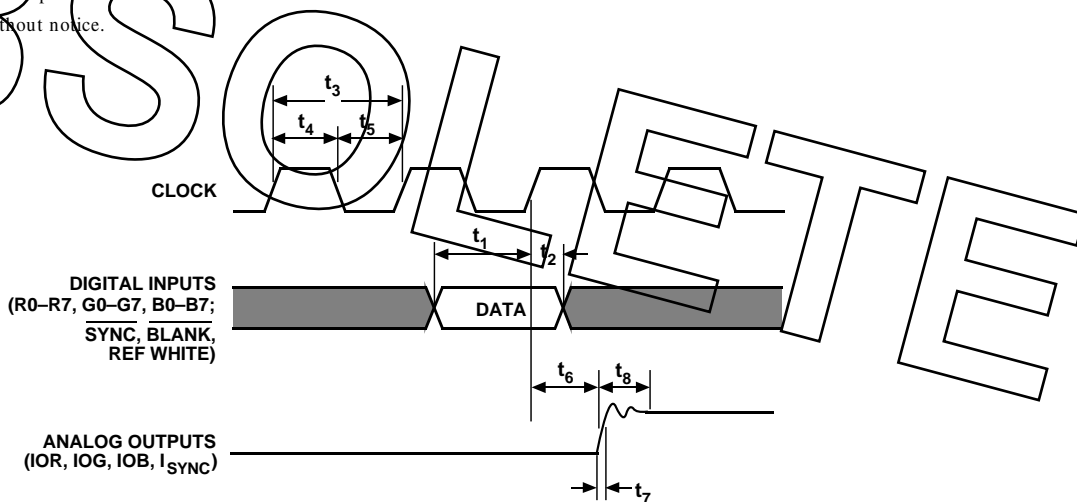 thout notice.
OBSOLETE
t3
t4 t5
CLOCK
t1 t2
DIGITAL INPUTS
(R0–R7, G0–G7, B0–B7;
SYNC, BLANK,
REF WHITE)
DATA
t6 t8
ANALOG OUTPUTS
(IOR, IOG, IOB, ISYNC)
t7